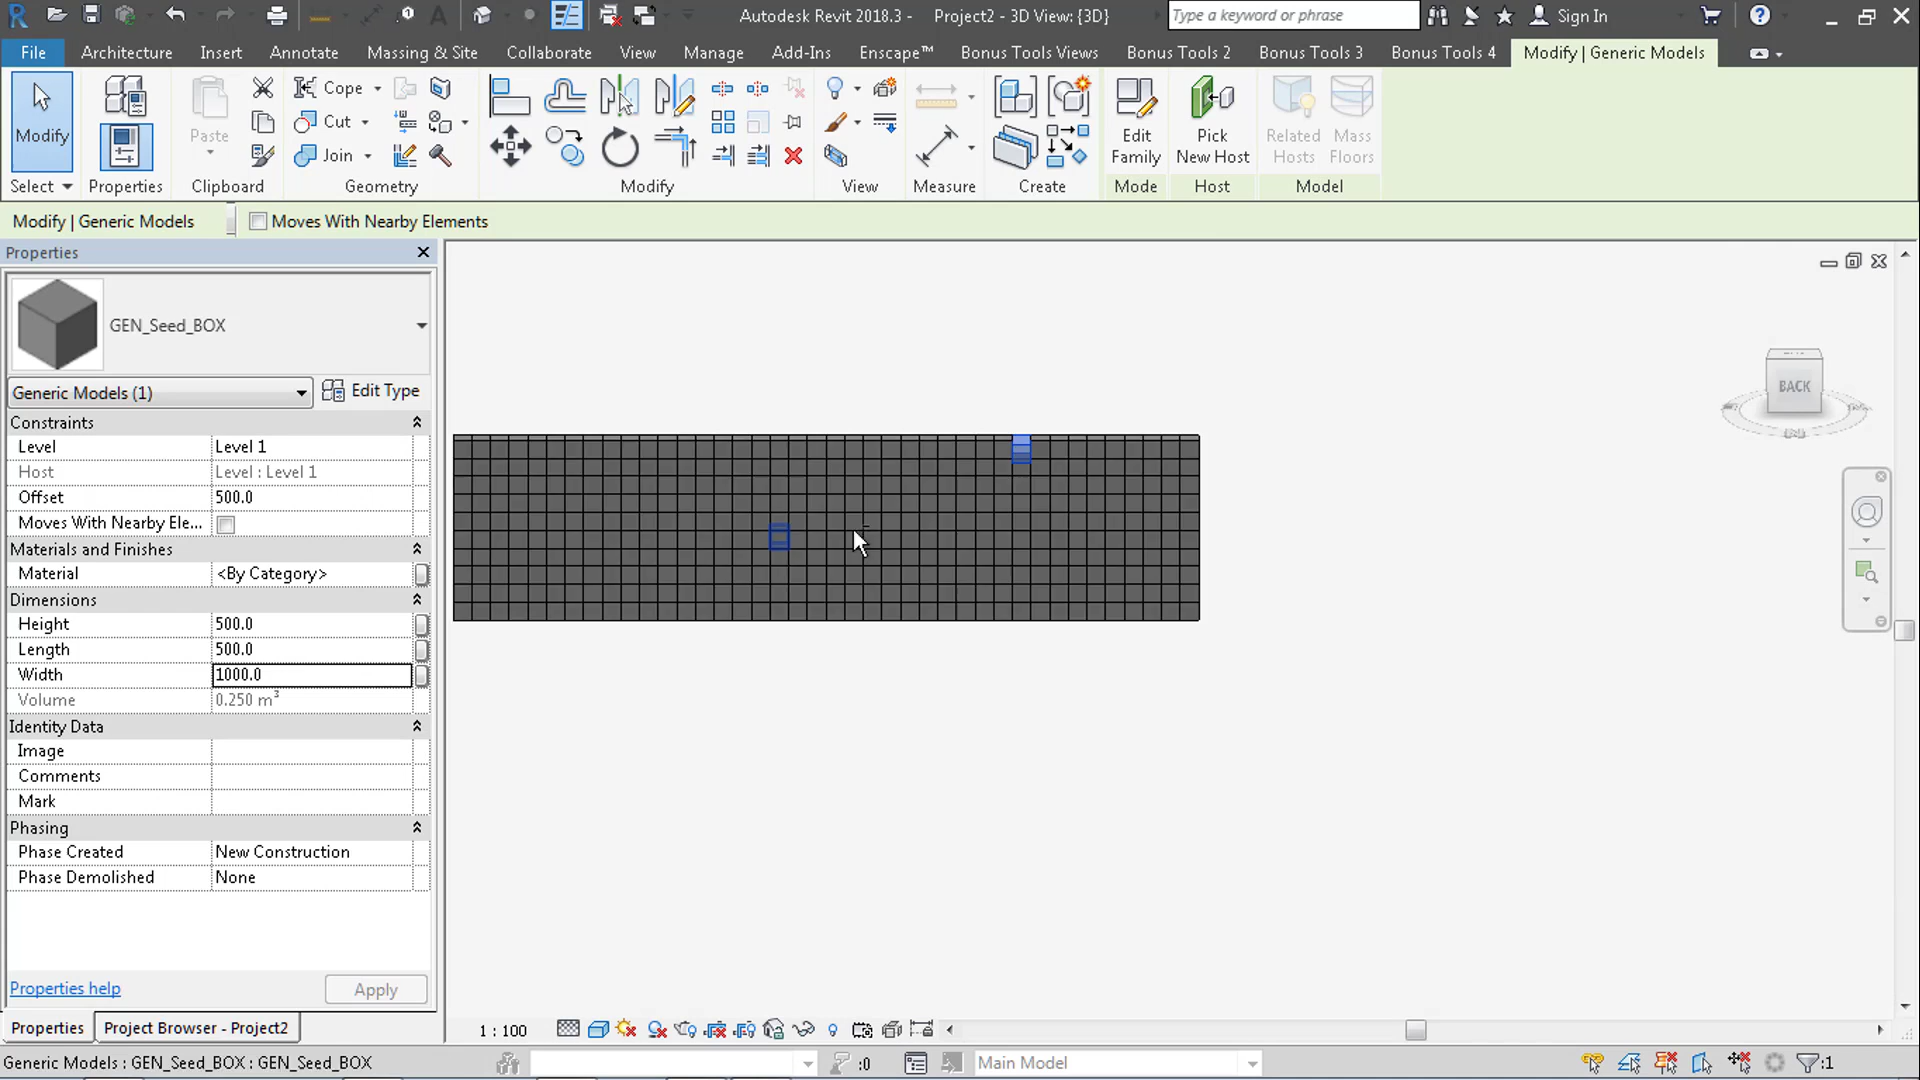 Autodesk Revit 2018.3 - Project2 - 3D View: {3D}
Type a keyword or phrase
Sign In
File Architecture Insert Annotate Massing & Site Collaborate View Manage Add-Ins Enscape™ Bonus Tools Views Bonus Tools 2 Bonus Tools 3 Bonus Tools 4 Modify | Generic Models
Modify
Paste
Cope
Cut
Join
Edit Family
Pick New Host
Related Hosts
Mass Floors
Select Properties Clipboard Geometry Modify View Measure Create Mode Host Model
Modify | Generic Models Moves With Nearby Elements
Properties
GEN_Seed_BOX
Generic Models (1) Edit Type
Constraints
Level Level 1
Host Level : Level 1
Offset 500.0
Moves With Nearby Ele...
Materials and Finishes
Material <By Category>
Dimensions
Height 500.0
Length 500.0
Width 1000.0
Volume 0.250 m³
Identity Data
Image
Comments
Mark
Phasing
Phase Created New Construction
Phase Demolished None
BACK
Properties help Apply
Properties Project Browser - Project2
1 : 100
Generic Models : GEN_Seed_BOX : GEN_Seed_BOX :0 Main Model :1